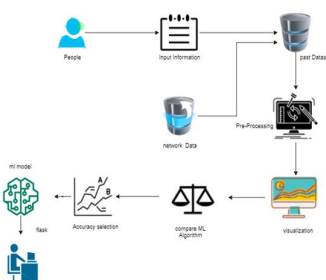 People
Input Information
past Datas
network Data
Pre-Processing
ml model
A
B
flask
Accuracy selection
compare ML
Algorithm
visualization